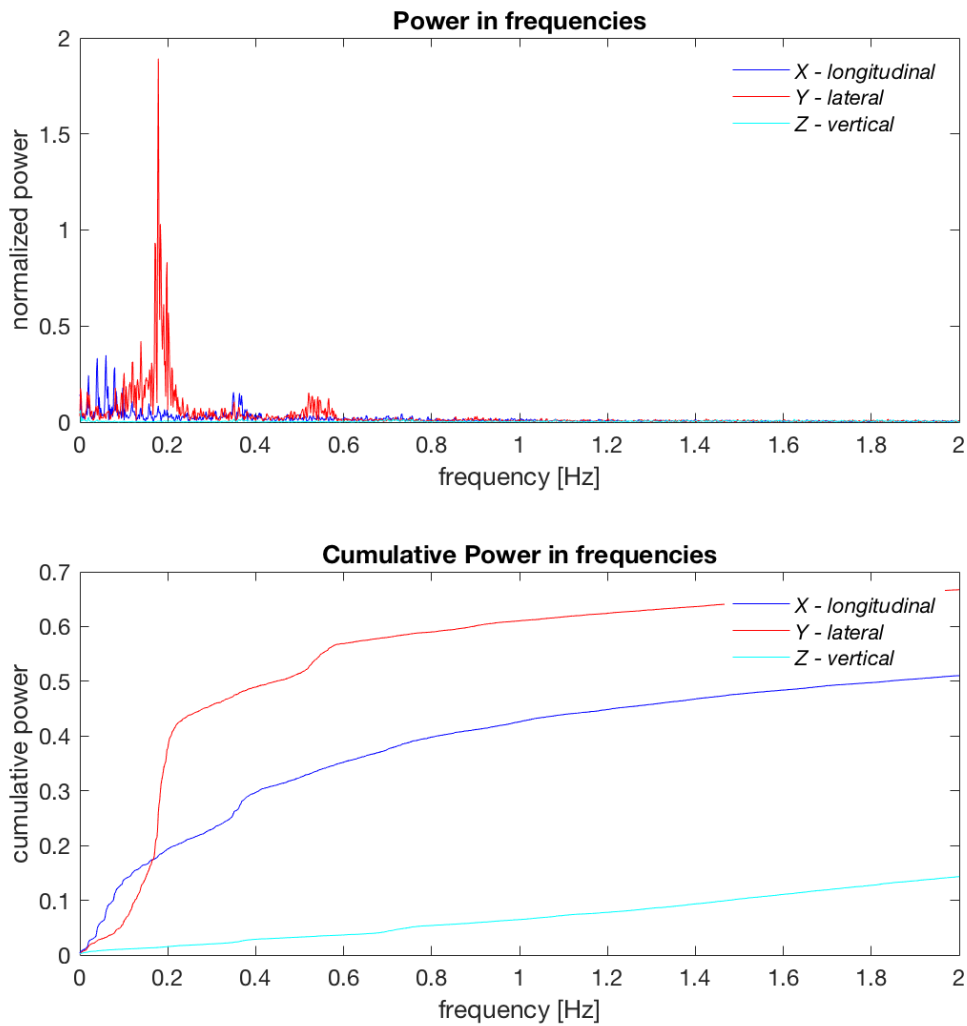 Power in frequencies
2
1.5
1
0.5
0
normalized power
X - longitudinal
Y - lateral
Z - vertical
0 0.2 0.4 0.6 0.8 1 1.2 1.4 1.6 1.8 2
frequency [Hz]
Cumulative Power in frequencies
0.7
0.6
0.5
0.4
0.3
0.2
0.1
0
cumulative power
X - longitudinal
Y - lateral
Z - vertical
0 0.2 0.4 0.6 0.8 1 1.2 1.4 1.6 1.8 2
frequency [Hz]